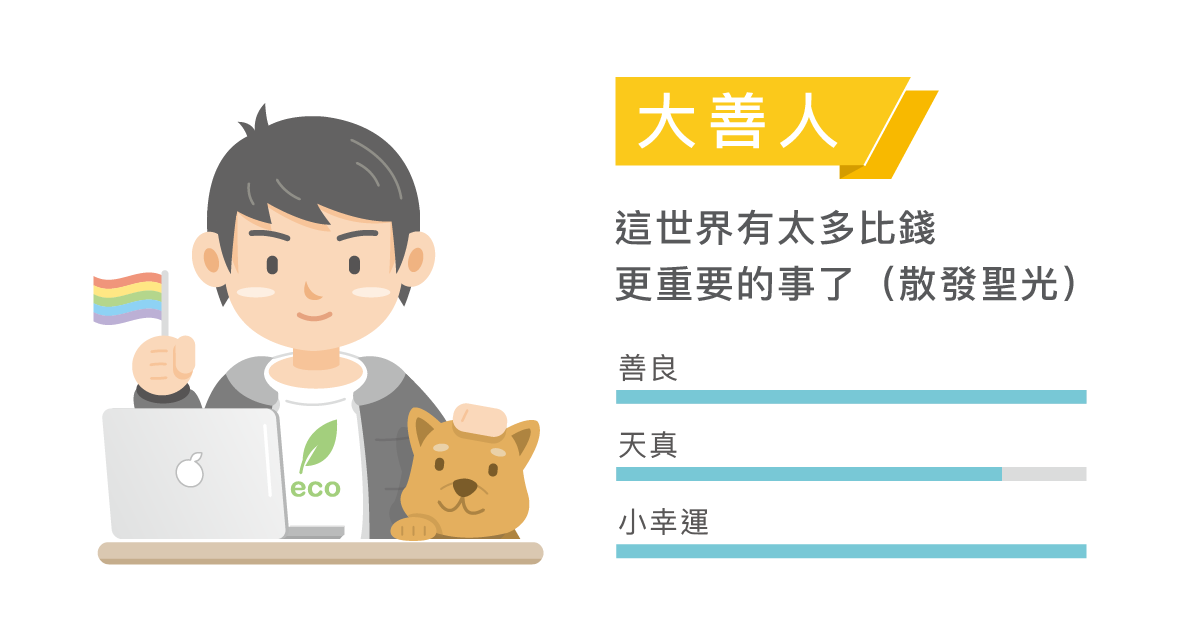 大善人
這世界有太多比錢
更重要的事了（散發聖光）
善良
天真
小幸運
eco